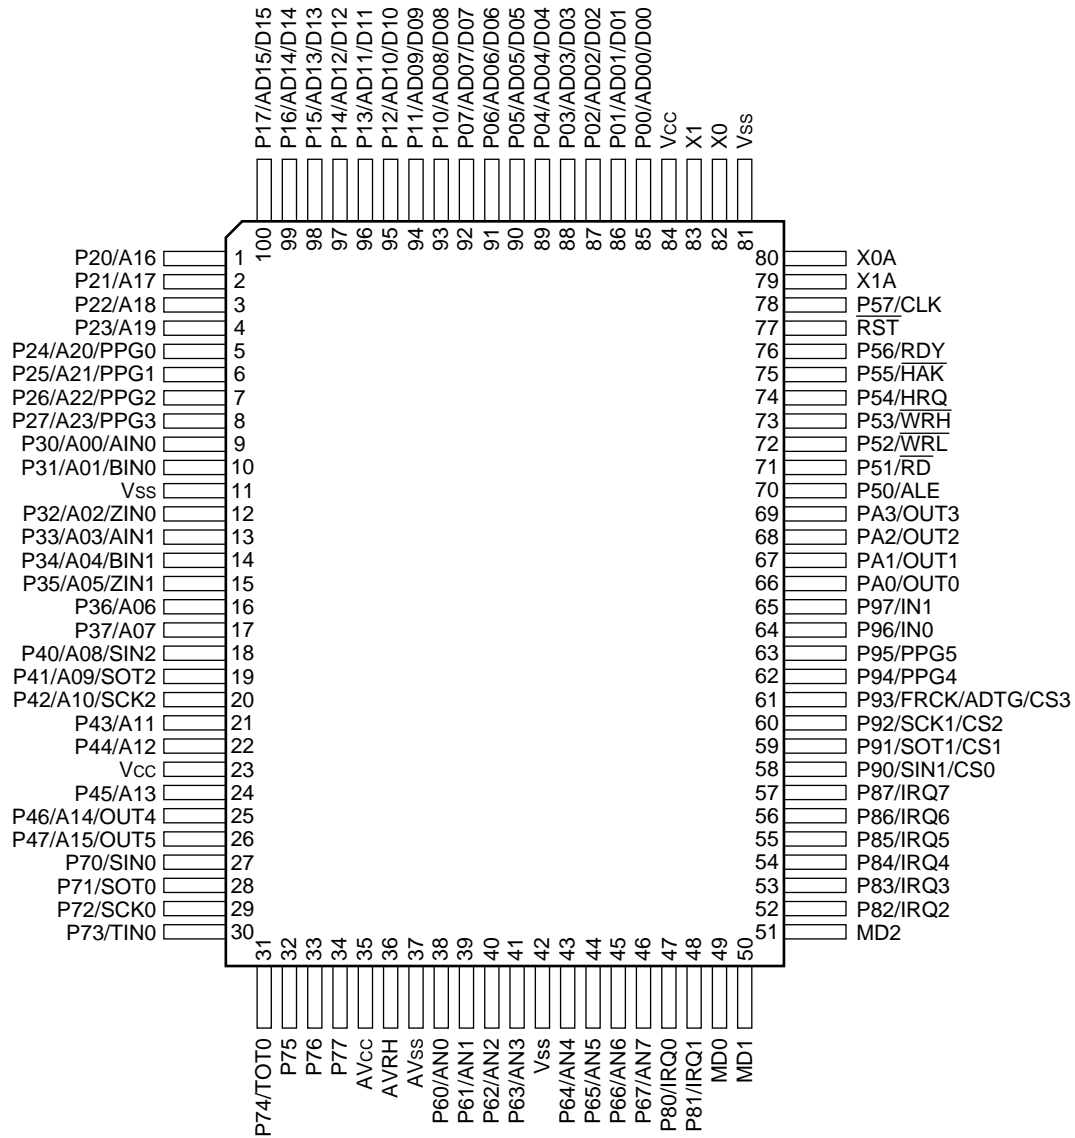 P17/AD15/D15
P16/AD14/D14
P15/AD13/D13
P14/AD12/D12
P13/AD11/D11
P12/AD10/D10
P11/AD09/D09
P10/AD08/D08
P07/AD07/D07
P06/AD06/D06
P05/AD05/D05
P04/AD04/D04
P03/AD03/D03
P02/AD02/D02
P01/AD01/D01
P00/AD00/D00
Vcc
X1
X0
Vss
100
99
98
97
96
95
94
93
92
91
90
89
88
87
86
85
84
83
82
81
P20/A16 1
P21/A17 2
P22/A18 3
P23/A19 4
P24/A20/PPG0 5
P25/A21/PPG1 6
P26/A22/PPG2 7
P27/A23/PPG3 8
P30/A00/AIN0 9
P31/A01/BIN0 10
Vss 11
P32/A02/ZIN0 12
P33/A03/AIN1 13
P34/A04/BIN1 14
P35/A05/ZIN1 15
P36/A06 16
P37/A07 17
P40/A08/SIN2 18
P41/A09/SOT2 19
P42/A10/SCK2 20
P43/A11 21
P44/A12 22
Vcc 23
P45/A13 24
P46/A14/OUT4 25
P47/A15/OUT5 26
P70/SIN0 27
P71/SOT0 28
P72/SCK0 29
P73/TIN0 30
80 X0A
79 X1A
78 P57/CLK
77 RST
76 P56/RDY
75 P55/HAK
74 P54/HRQ
73 P53/WRH
72 P52/WRL
71 P51/RD
70 P50/ALE
69 PA3/OUT3
68 PA2/OUT2
67 PA1/OUT1
66 PA0/OUT0
65 P97/IN1
64 P96/IN0
63 P95/PPG5
62 P94/PPG4
61 P93/FRCK/ADTG/CS3
60 P92/SCK1/CS2
59 P91/SOT1/CS1
58 P90/SIN1/CS0
57 P87/IRQ7
56 P86/IRQ6
55 P85/IRQ5
54 P84/IRQ4
53 P83/IRQ3
52 P82/IRQ2
51 MD2
31
32
33
34
35
36
37
38
39
40
41
42
43
44
45
46
47
48
49
50
P74/TOT0
P75
P76
P77
AVcc
AVRH
AVss
P60/AN0
P61/AN1
P62/AN2
P63/AN3
Vss
P64/AN4
P65/AN5
P66/AN6
P67/AN7
P80/IRQ0
P81/IRQ1
MD0
MD1